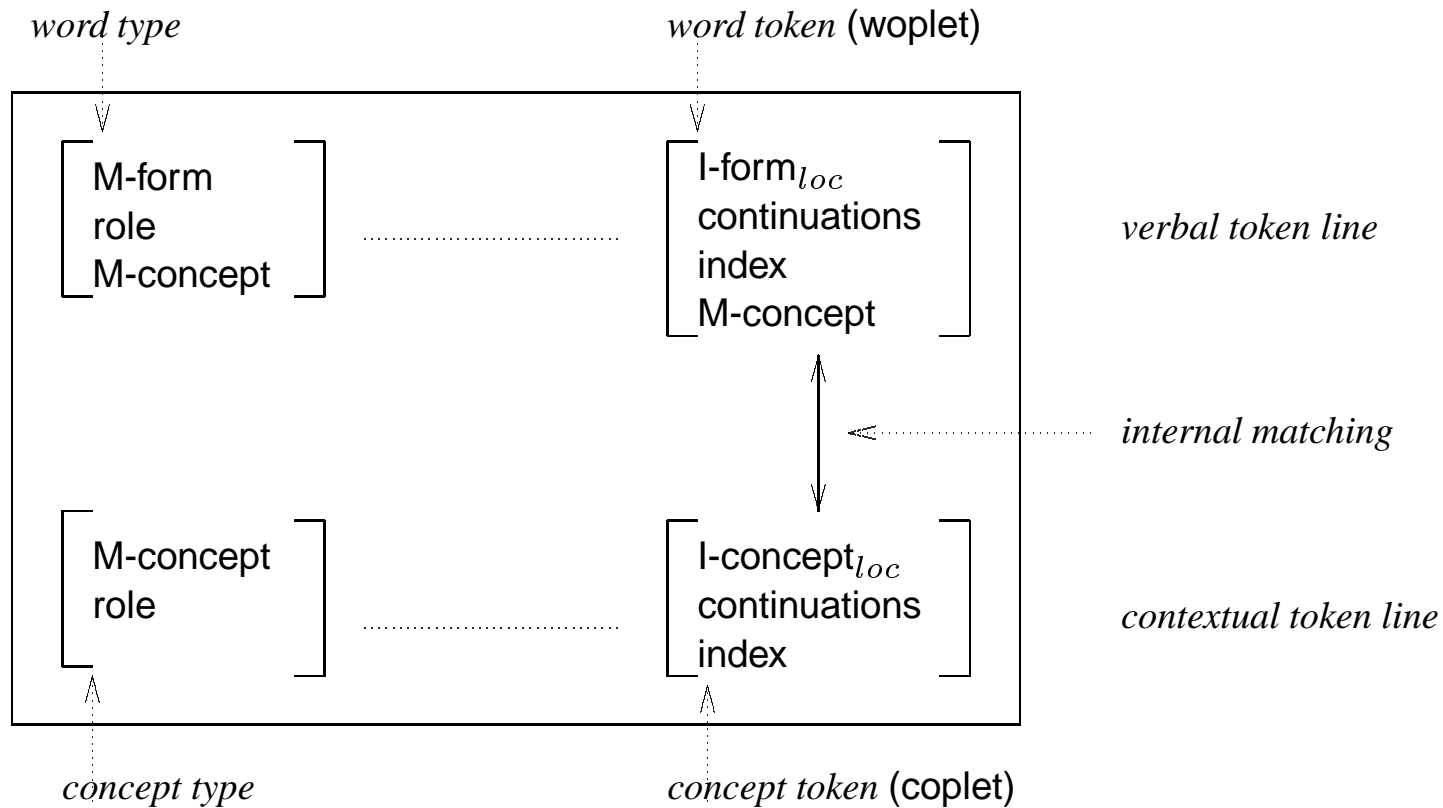 word type
word token (woplet)
M-form
role
M-concept
I-form_loc
continuations
index
M-concept
verbal token line
internal matching
M-concept
role
I-concept_loc
continuations
index
contextual token line
concept type
concept token (coplet)